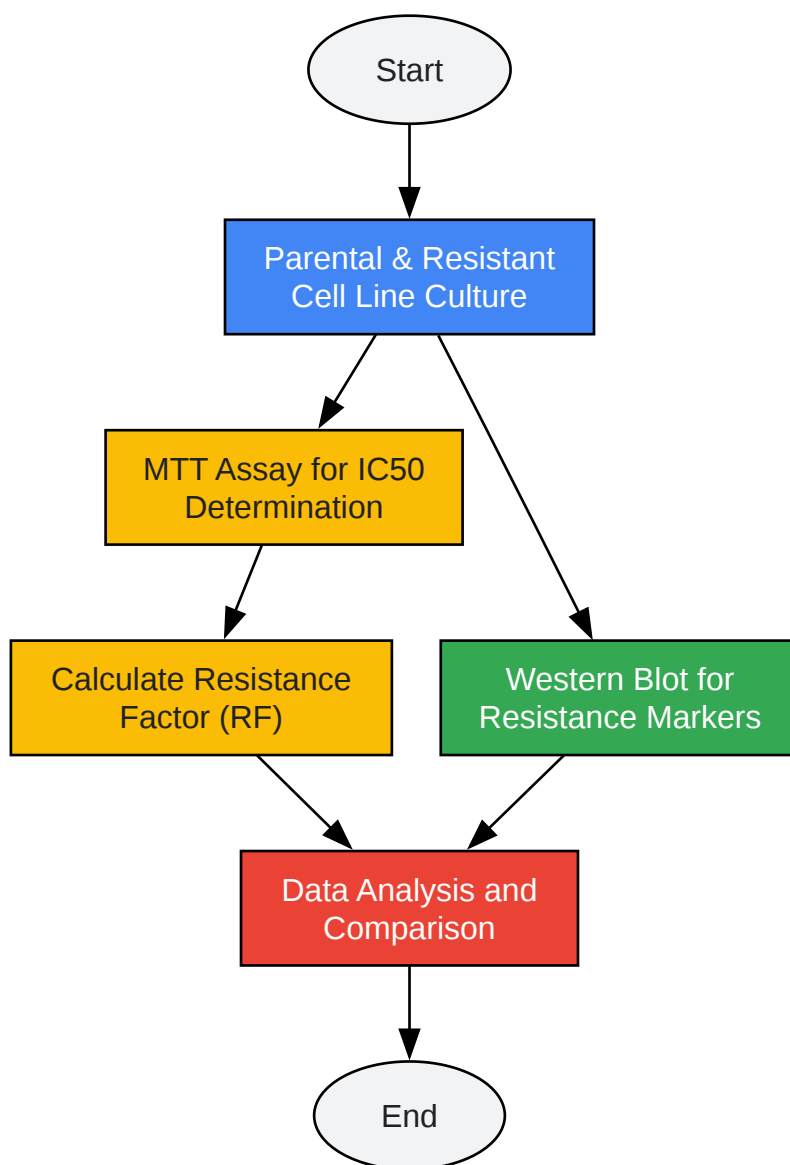 Start
Parental & Resistant
Cell Line Culture
MTT Assay for IC50
Determination
Calculate Resistance
Factor (RF)
Western Blot for
Resistance Markers
Data Analysis and
Comparison
End